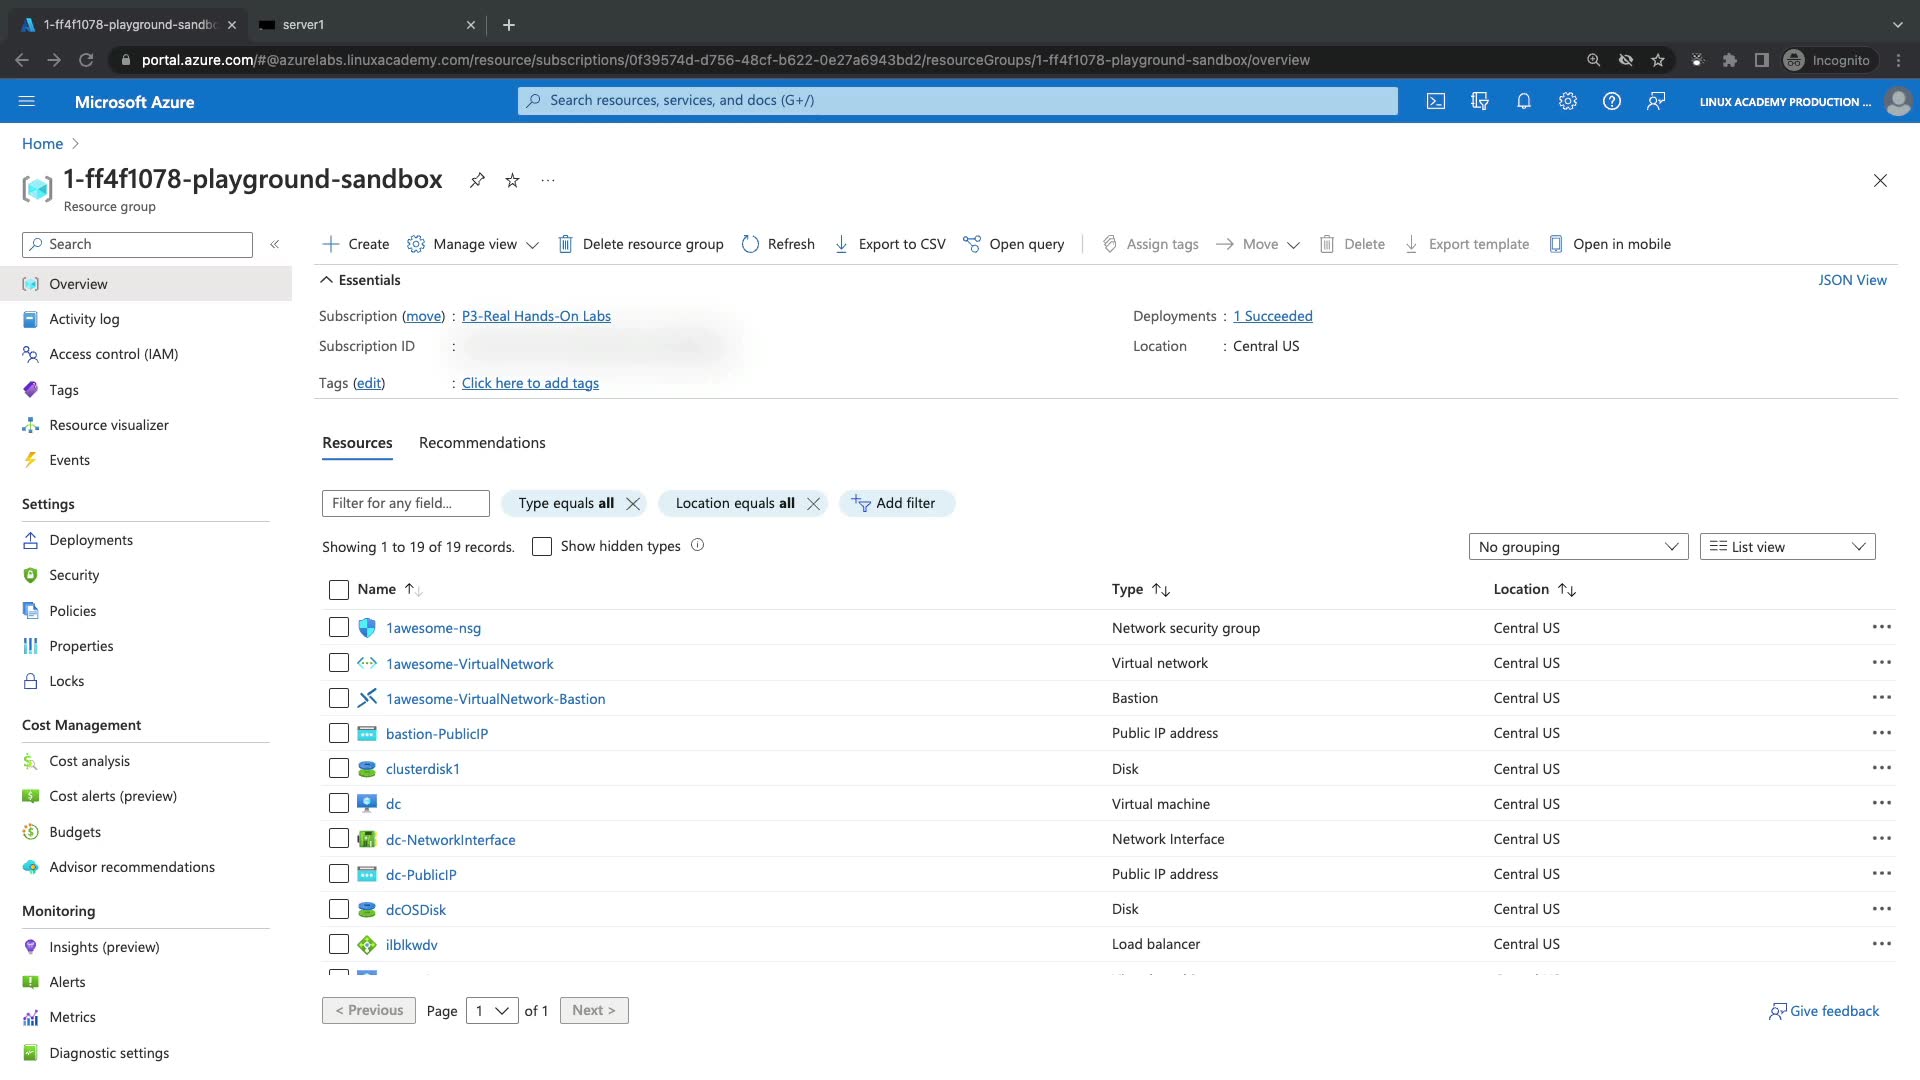 1-ff4f1078-playground-sandbo
server1
portal.azure.com/#@azurelabs.linuxacademy.com/resource/subscriptions/0f39574d-d756-48cf-b622-0e27a6943bd2/resourceGroups/1-ff4f1078-playground-sandbox/overview
Incognito
Microsoft Azure
Search resources, services, and docs (G+/)
LINUX ACADEMY PRODUCTION ...
Home
1-ff4f1078-playground-sandbox
Resource group
Search
Create
Manage view
Delete resource group
Refresh
Export to CSV
Open query
Assign tags
Move
Delete
Export template
Open in mobile
Overview
Activity log
Access control (IAM)
Tags
Resource visualizer
Events
Settings
Deployments
Security
Policies
Properties
Locks
Cost Management
Cost analysis
Cost alerts (preview)
Budgets
Advisor recommendations
Monitoring
Insights (preview)
Alerts
Metrics
Diagnostic settings
Essentials
JSON View
Subscription (move) : P3-Real Hands-On Labs
Deployments : 1 Succeeded
Subscription ID :
Location : Central US
Tags (edit) : Click here to add tags
Resources Recommendations
Filter for any field...
Type equals all
Location equals all
Add filter
Showing 1 to 19 of 19 records.
Show hidden types
No grouping
List view
Name Type Location
1awesome-nsg Network security group Central US
1awesome-VirtualNetwork Virtual network Central US
1awesome-VirtualNetwork-Bastion Bastion Central US
bastion-PublicIP Public IP address Central US
clusterdisk1 Disk Central US
dc Virtual machine Central US
dc-NetworkInterface Network Interface Central US
dc-PublicIP Public IP address Central US
dcOSDisk Disk Central US
ilblkwdv Load balancer Central US
< Previous Page 1 of 1 Next >
Give feedback